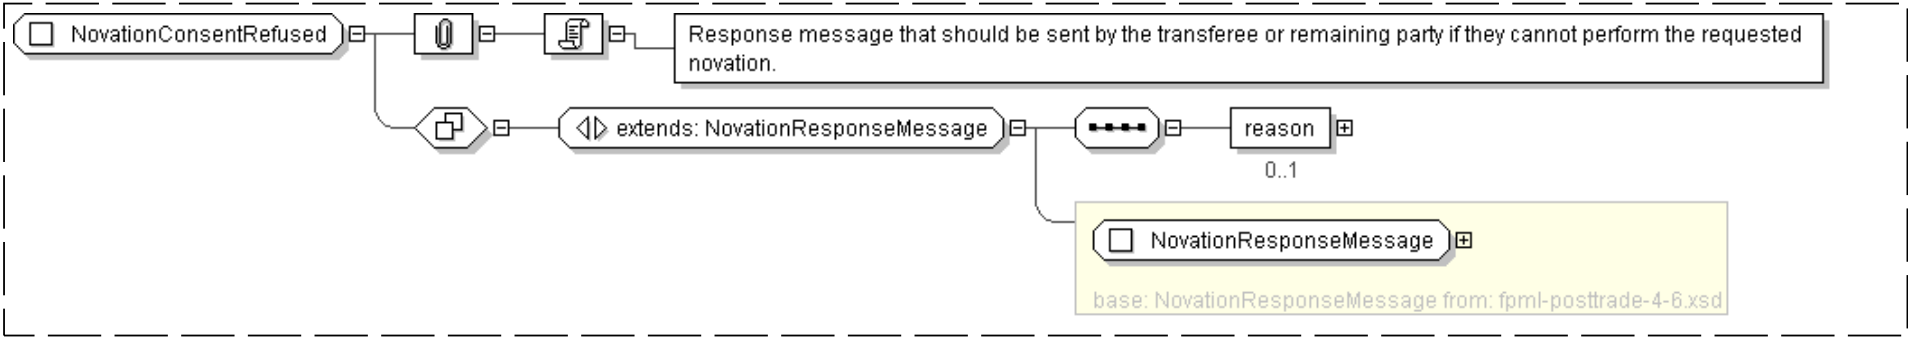 NovationConsentRefused
Response message that should be sent by the transferee or remaining party if they cannot perform the requested
novation.
extends: NovationResponseMessage
reason
0..1
NovationResponseMessage
base: NovationResponseMessage from: fpml-posttrade-4-6.xsd